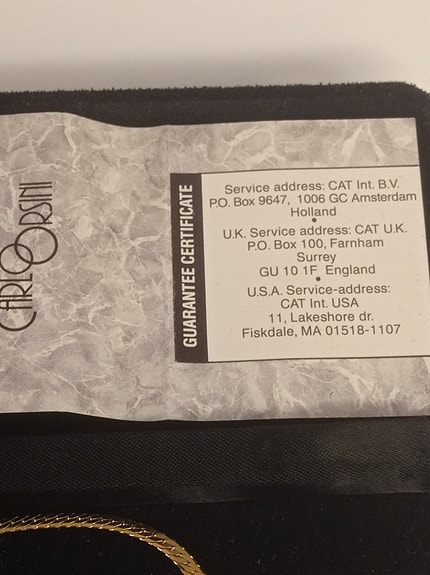 CARLO ORSINI
GUARANTEE CERTIFICATE
Service address: CAT Int. B.V.
P.O. Box 9647, 1006 GC Amsterdam
Holland
•
U.K. Service address: CAT U.K.
P.O. Box 100, Farnham
Surrey
GU 10 1F, England
•
U.S.A. Service-address:
CAT Int. USA
11, Lakeshore dr.
Fiskdale, MA 01518-1107